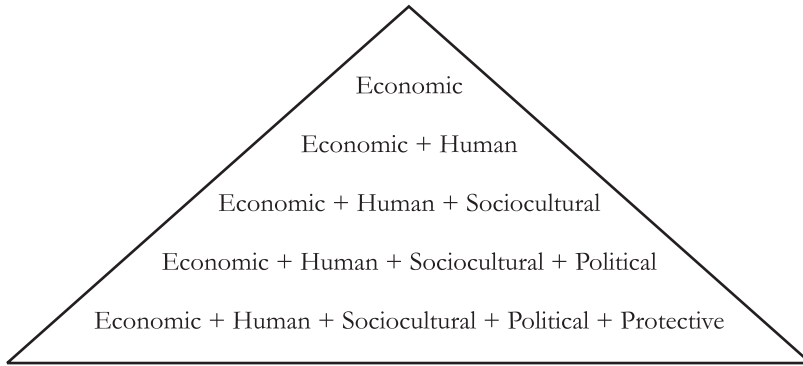 Economic
Economic + Human
Economic + Human + Sociocultural
Economic + Human + Sociocultural + Political
Economic + Human + Sociocultural + Political + Protective